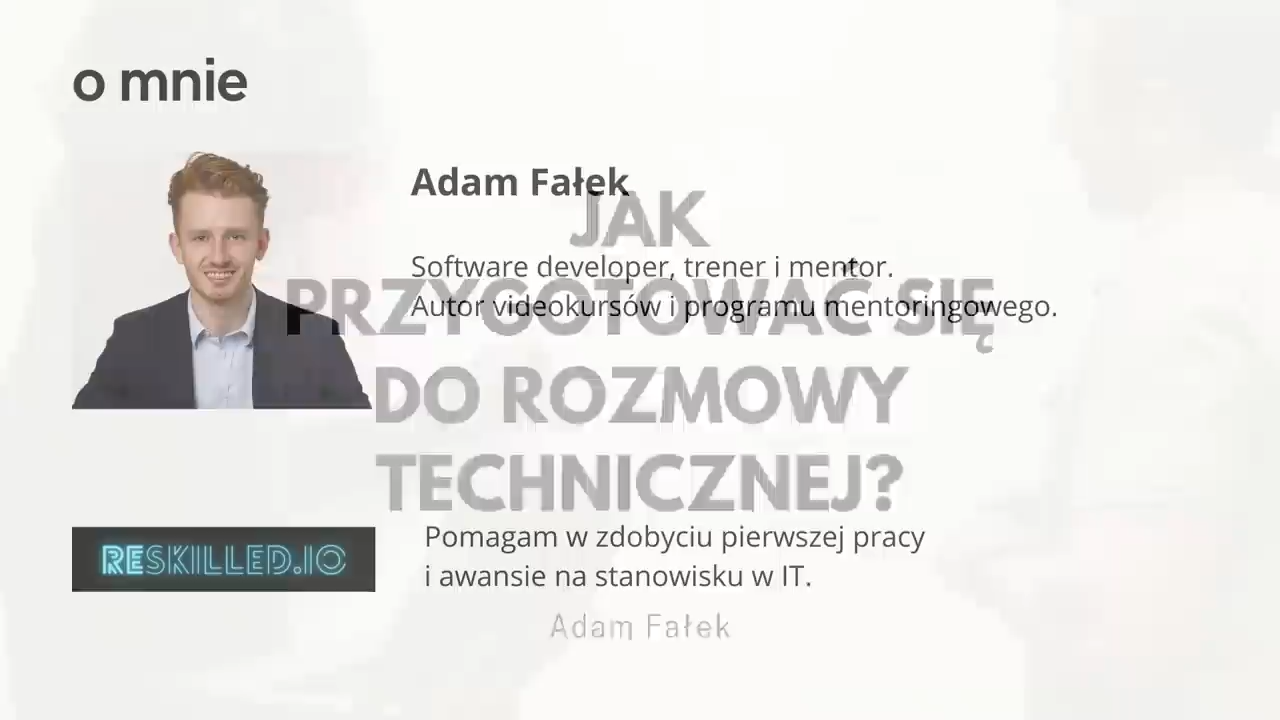 o mnie
Adam Fałek
Software developer, trener i mentor.
Autor videokursów i programu mentoringowego.
JAK
PRZYGOTOWAĆ SIĘ
DO ROZMOWY
TECHNICZNEJ?
RESKILLED.IO
Pomagam w zdobyciu pierwszej pracy
i awansie na stanowisku w IT.
Adam Fałek